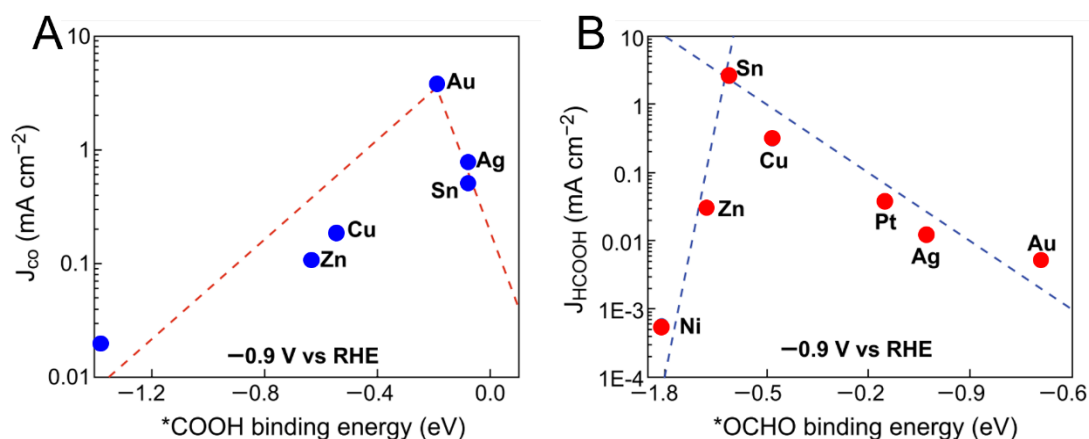 A
10
1
0.1
0.01
J_CO (mA cm⁻²)
Au
Ag
Sn
Cu
Zn
−0.9 V vs RHE
−1.2
−0.8
−0.4
0.0
*COOH binding energy (eV)
B
10
1
0.1
0.01
1E−3
1E−4
J_HCOOH (mA cm⁻²)
Sn
Cu
Zn
Pt
Ag
Au
Ni
−0.9 V vs RHE
−1.8
−0.5
−0.2
−0.9
−0.6
*OCHO binding energy (eV)